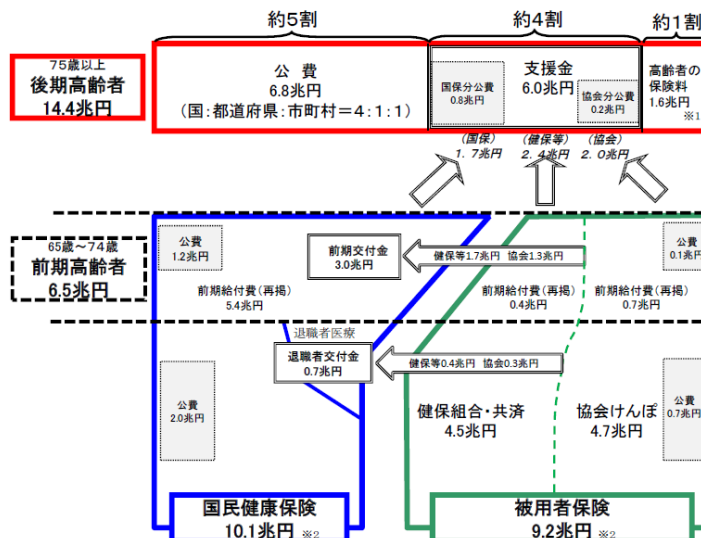 約5割
約4割
約1割
75歳以上
後期高齢者
14.4兆円
公 費
6.8兆円
（国：都道府県：市町村＝4：1：1）
国保分公費
0.8兆円
支援金
6.0兆円
協会分公費
0.2兆円
高齢者の
保険料
1.6兆円
※1
（国保）
1.7兆円
（健保等）
2.4兆円
（協会）
2.0兆円
65歳～74歳
前期高齢者
6.5兆円
公費
1.2兆円
前期交付金
3.0兆円
健保等1.7兆円 協会1.3兆円
公費
0.1兆円
前期給付費（再掲）
5.4兆円
前期給付費（再掲）
0.4兆円
前期給付費（再掲）
0.7兆円
退職者医療
退職者交付金
0.7兆円
健保等0.4兆円 協会0.3兆円
公費
2.0兆円
健保組合・共済
4.5兆円
協会けんぽ
4.7兆円
公費
0.7兆円
国民健康保険
10.1兆円 ※2
被用者保険
9.2兆円 ※2